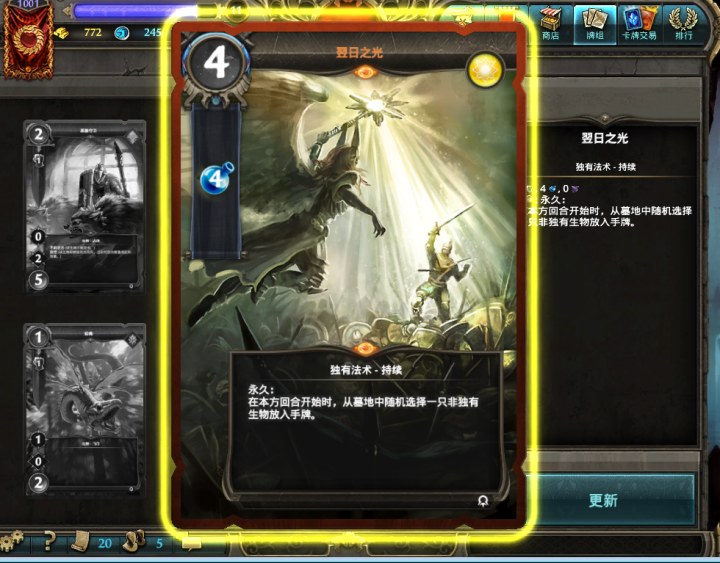 1001
772
245
商店
牌组
卡牌交易
排行
4
翌日之光
4
独有法术 - 持续
永久:
在本方回合开始时，从墓地中随机选择一只非独有
生物放入手牌。
翌日之光
独有法术 - 持续
4 , 0
永久:
本方回合开始时，从墓地中随机选择
只非独有生物放入手牌。
更新
2
0
2
5
1
1
0
2
20
5